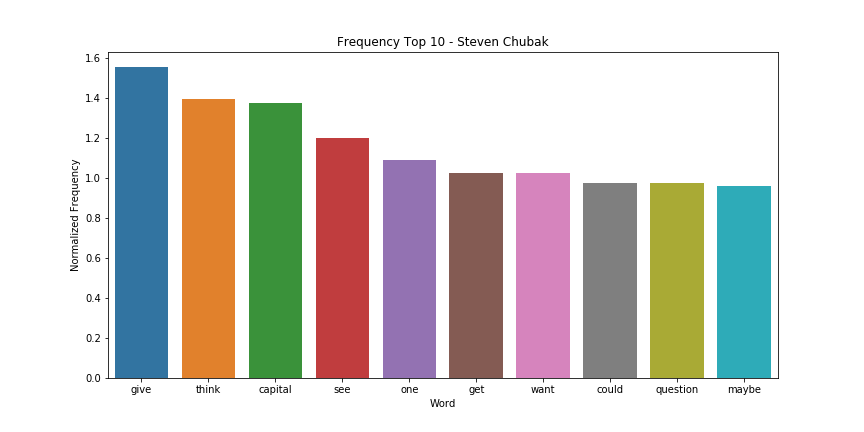 Frequency Top 10 - Steven Chubak
Normalized Frequency
1.6
1.4
1.2
1.0
0.8
0.6
0.4
0.2
0.0
give think capital see one get want could question maybe
Word